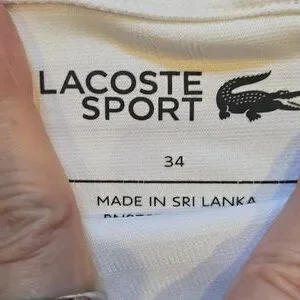 LACOSTE
SPORT
34
MADE IN SRI LANKA